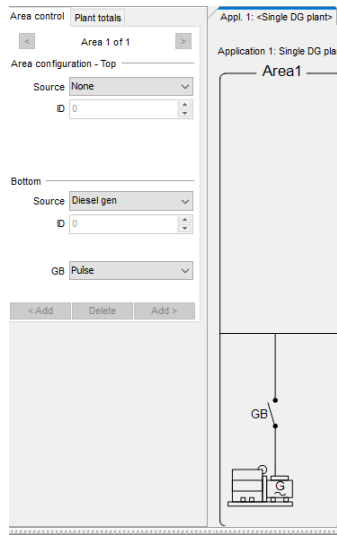 Area control Plant totals
< Area 1 of 1 >
Area configuration - Top
Source None
ID 0
Bottom
Source Diesel gen
ID 0
GB Pulse
< Add Delete Add >
Appl. 1: <Single DG plant>
Application 1: Single DG
Area1
GB
G